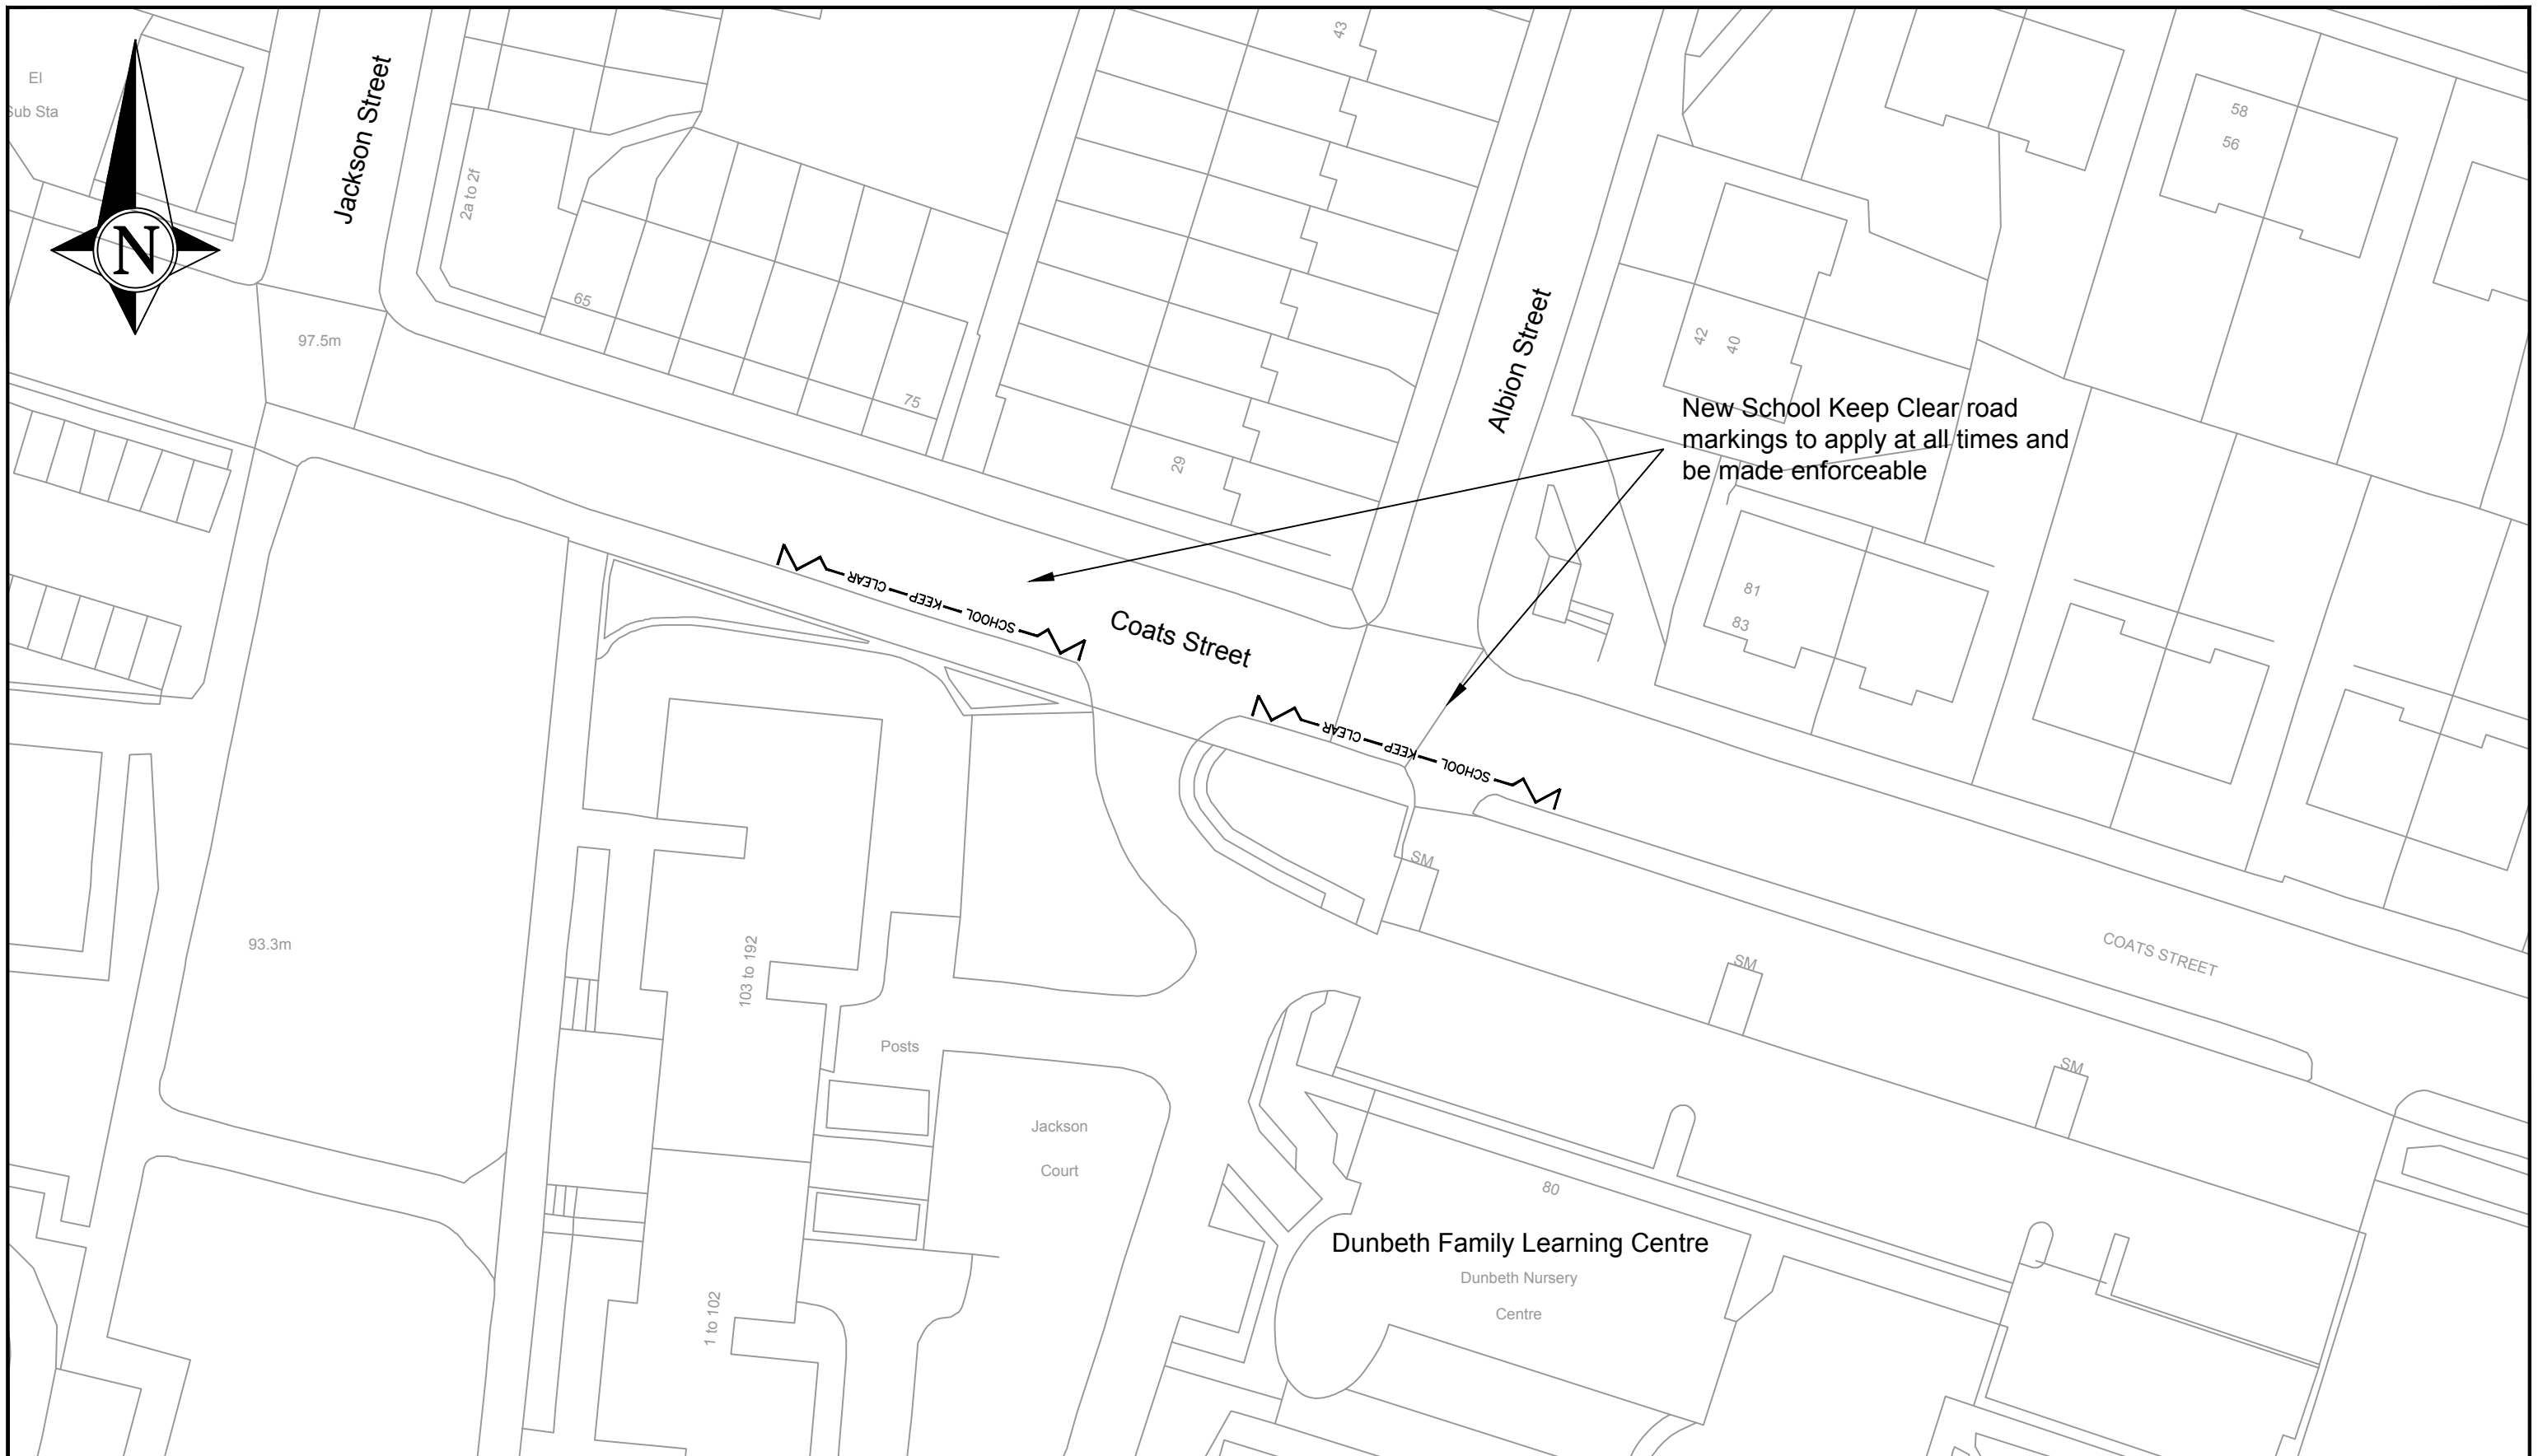 El
Sub Sta
Jackson Street
N
2a to 2f
97.5m
65
75
43
29
Albion Street
58
56
42
40
New School Keep Clear road
markings to apply at all times and
be made enforceable
81
83
SCHOOL KEEP CLEAR
Coats Street
SCHOOL KEEP CLEAR
SM
COATS STREET
SM
SM
93.3m
103 to 192
Posts
Jackson
Court
1 to 102
80
Dunbeth Family Learning Centre
Dunbeth Nursery
Centre